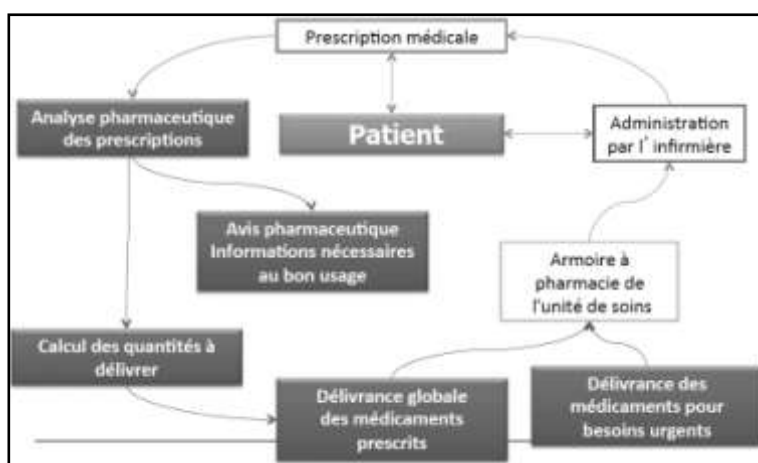 Prescription médicale
Analyse pharmaceutique
des prescriptions
Patient
Administration
par l'infirmière
Avis pharmaceutique
Informations nécessaires
au bon usage
Armoire à
pharmacie de
l'unité de soins
Calcul des quantités à
délivrer
Délivrance globale
des médicaments
prescrits
Délivrance des
médicaments pour
besoins urgents